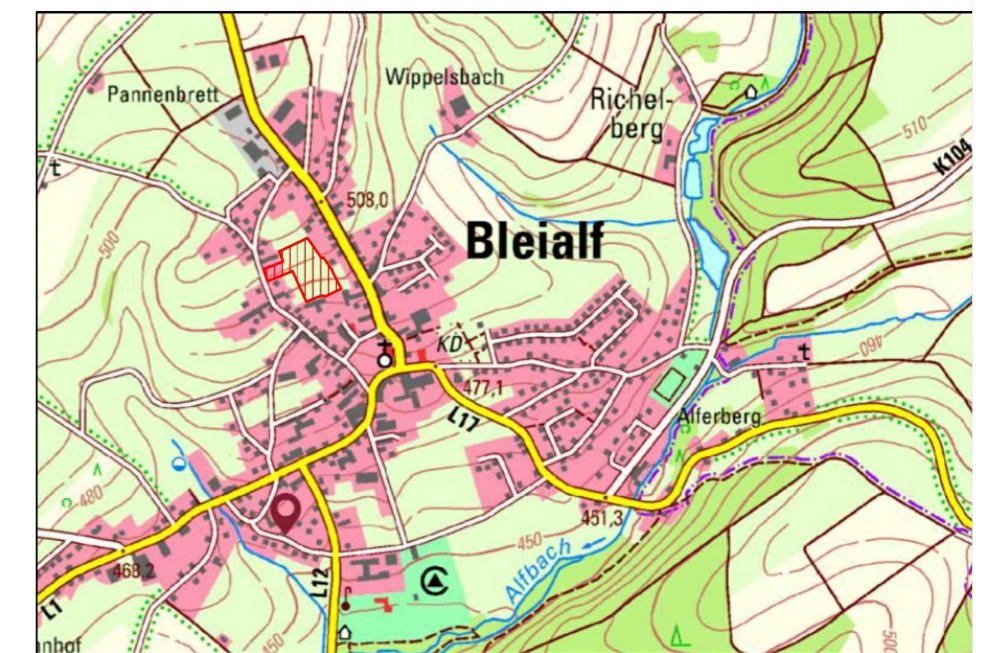 Wippelsbach
Pannenbrett
Richel-
berg
510
K104
t
508,0
500
Bleialf
KD
460
t
477,1
L17
Alferberg
480
451,3
450
Alfbach
468,2
L12
L1
nhof
450
500